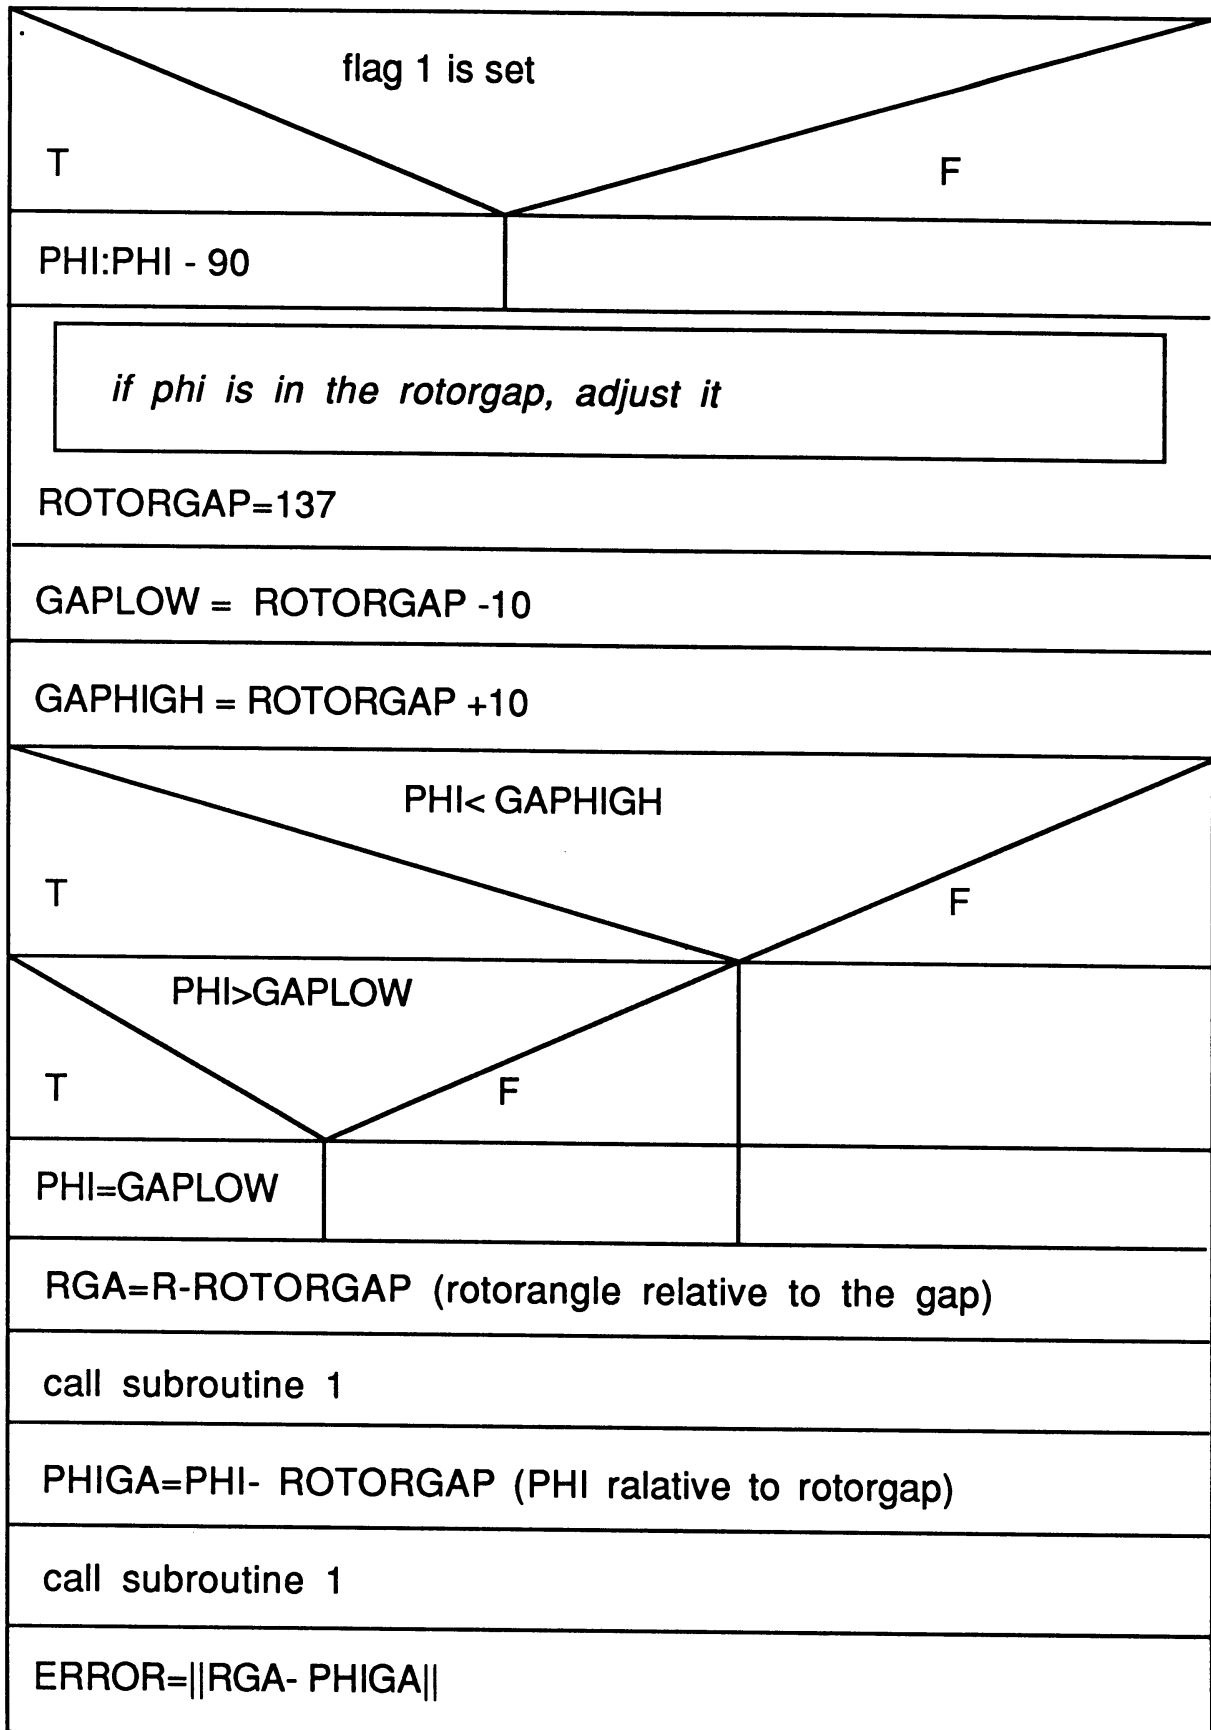 flag 1 is set
T
F
PHI:PHI - 90
if phi is in the rotorgap, adjust it
ROTORGAP=137
GAPLOW = ROTORGAP -10
GAPHIGH = ROTORGAP +10
PHI< GAPHIGH
T
F
PHI>GAPLOW
T
F
PHI=GAPLOW
RGA=R-ROTORGAP (rotorangle relative to the gap)
call subroutine 1
PHIGA=PHI- ROTORGAP (PHI ralative to rotorgap)
call subroutine 1
ERROR=||RGA- PHIGA||